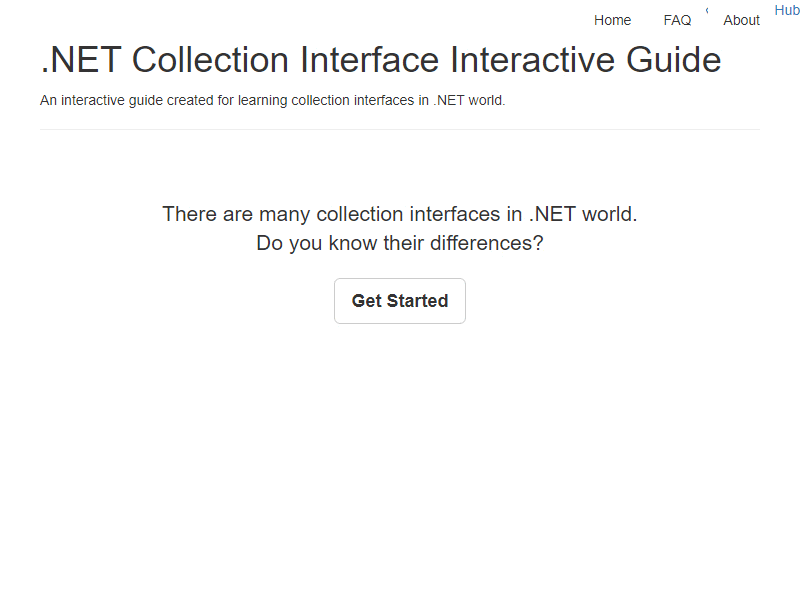 Home FAQ ‹ About Hub
.NET Collection Interface Interactive Guide
An interactive guide created for learning collection interfaces in .NET world.
There are many collection interfaces in .NET world.
Do you know their differences?
Get Started